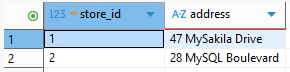 123 store_id A-Z address
1 1 47 MySakila Drive
2 2 28 MySQL Boulevard